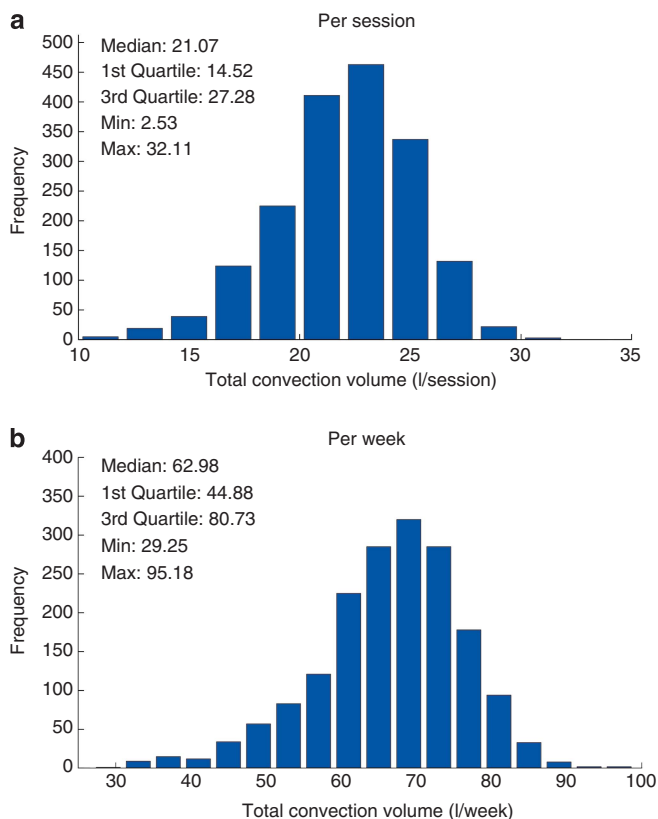 a
Per session
Median: 21.07
1st Quartile: 14.52
3rd Quartile: 27.28
Min: 2.53
Max: 32.11
Frequency
500
450
400
350
300
250
200
150
100
50
0
10 15 20 25 30 35
Total convection volume (l/session)
b
Per week
Median: 62.98
1st Quartile: 44.88
3rd Quartile: 80.73
Min: 29.25
Max: 95.18
Frequency
400
350
300
250
200
150
100
50
0
30 40 50 60 70 80 90 100
Total convection volume (l/week)